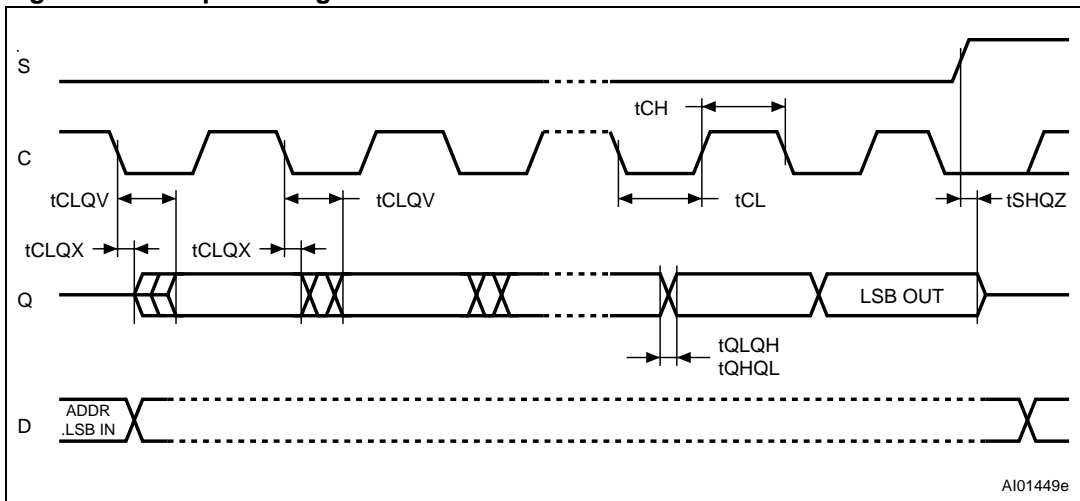 S
tCH
C
tCLQV
tCLQV
tCL
tSHQZ
tCLQX
tCLQX
Q
LSB OUT
tQLQH
tQHQL
ADDR
.LSB IN
D
AI01449e